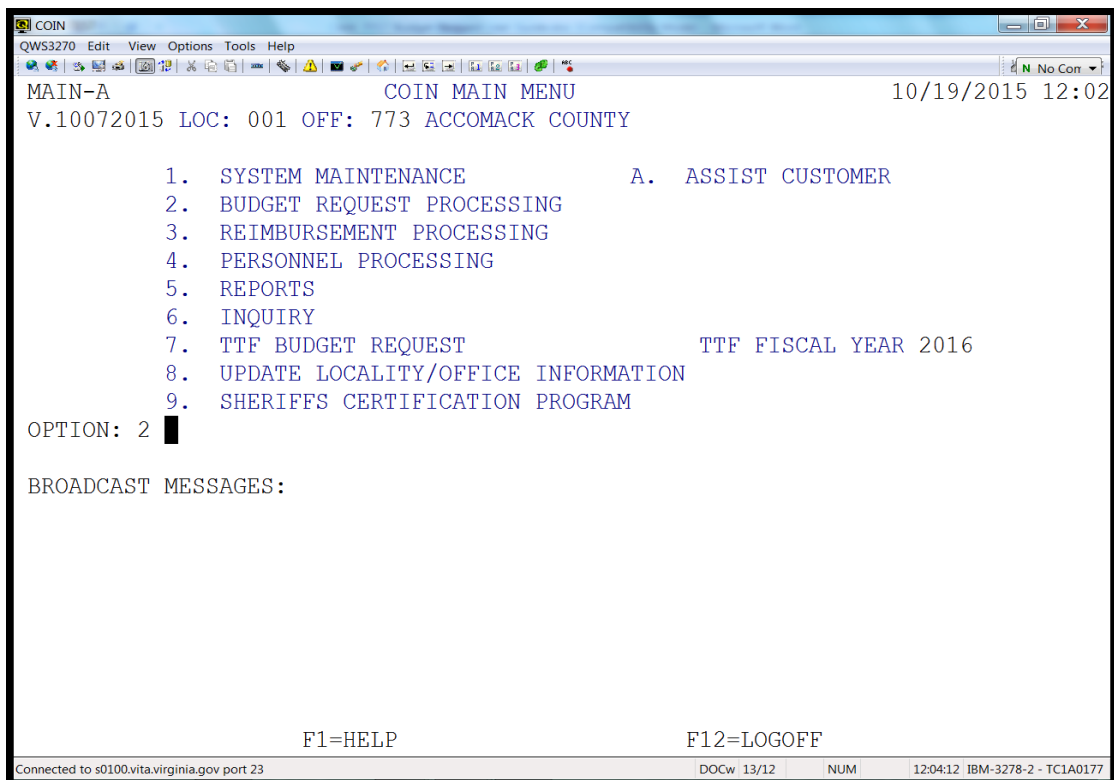 COIN
QWS3270 Edit View Options Tools Help
N No Con
MAIN-A COIN MAIN MENU 10/19/2015 12:02
V.10072015 LOC: 001 OFF: 773 ACCOMACK COUNTY
1. SYSTEM MAINTENANCE A. ASSIST CUSTOMER
2. BUDGET REQUEST PROCESSING
3. REIMBURSEMENT PROCESSING
4. PERSONNEL PROCESSING
5. REPORTS
6. INQUIRY
7. TTF BUDGET REQUEST TTF FISCAL YEAR 2016
8. UPDATE LOCALITY/OFFICE INFORMATION
9. SHERIFFS CERTIFICATION PROGRAM
OPTION: 2
BROADCAST MESSAGES:
F1=HELP F12=LOGOFF
Connected to s0100.vita.virginia.gov port 23 DOCw 13/12 NUM 12:04:12 IBM-3278-2 - TC1A0177